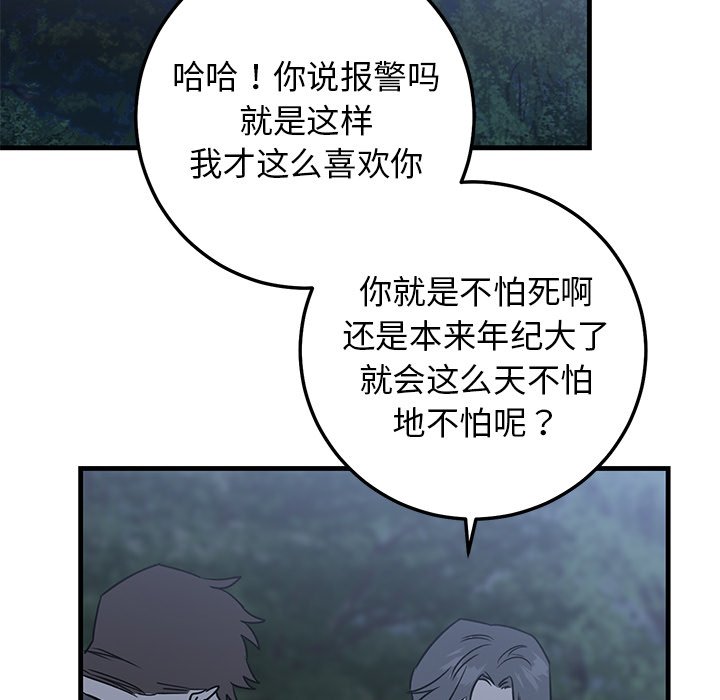 哈哈！你说报警吗
就是这样
我才这么喜欢你
你就是不怕死啊
还是本来年纪大了
就会这么天不怕
地不怕呢？